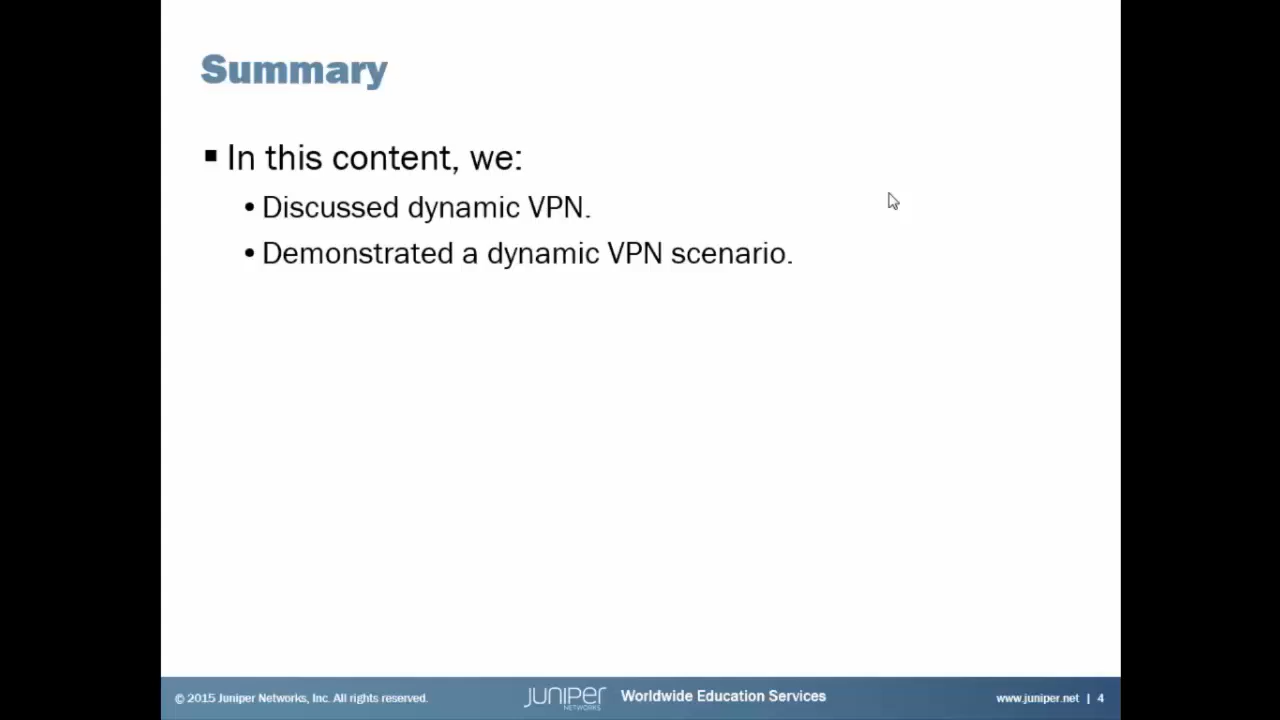 Summary
▪ In this content, we:
• Discussed dynamic VPN.
• Demonstrated a dynamic VPN scenario.
© 2015 Juniper Networks, Inc. All rights reserved. JUNIPER NETWORKS Worldwide Education Services www.juniper.net | 4